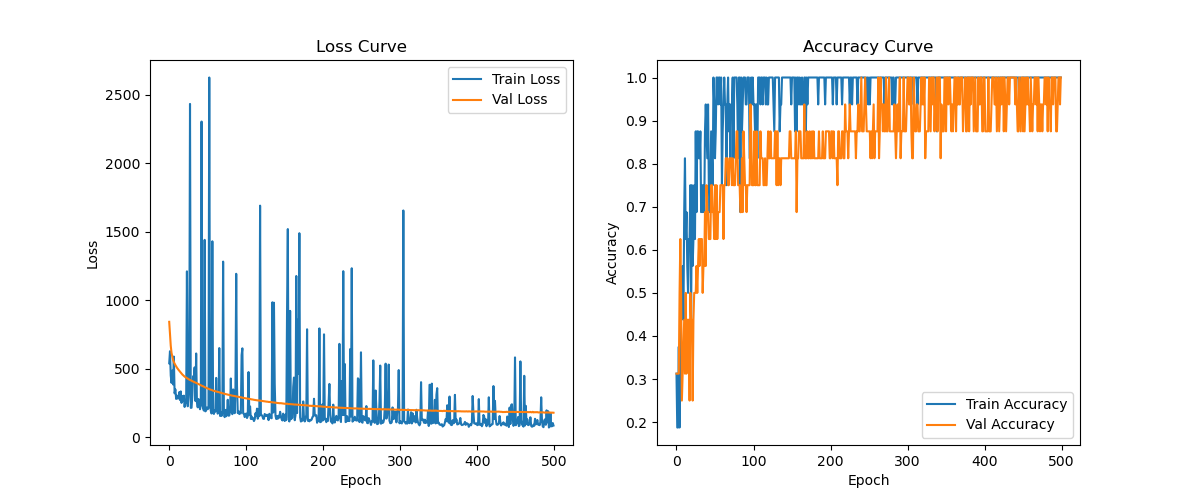 Loss Curve
Train Loss
Val Loss
Loss
2500
2000
1500
1000
500
0
0 100 200 300 400 500
Epoch
Accuracy Curve
Accuracy
1.0
0.9
0.8
0.7
0.6
0.5
0.4
0.3
0.2
Train Accuracy
Val Accuracy
0 100 200 300 400 500
Epoch